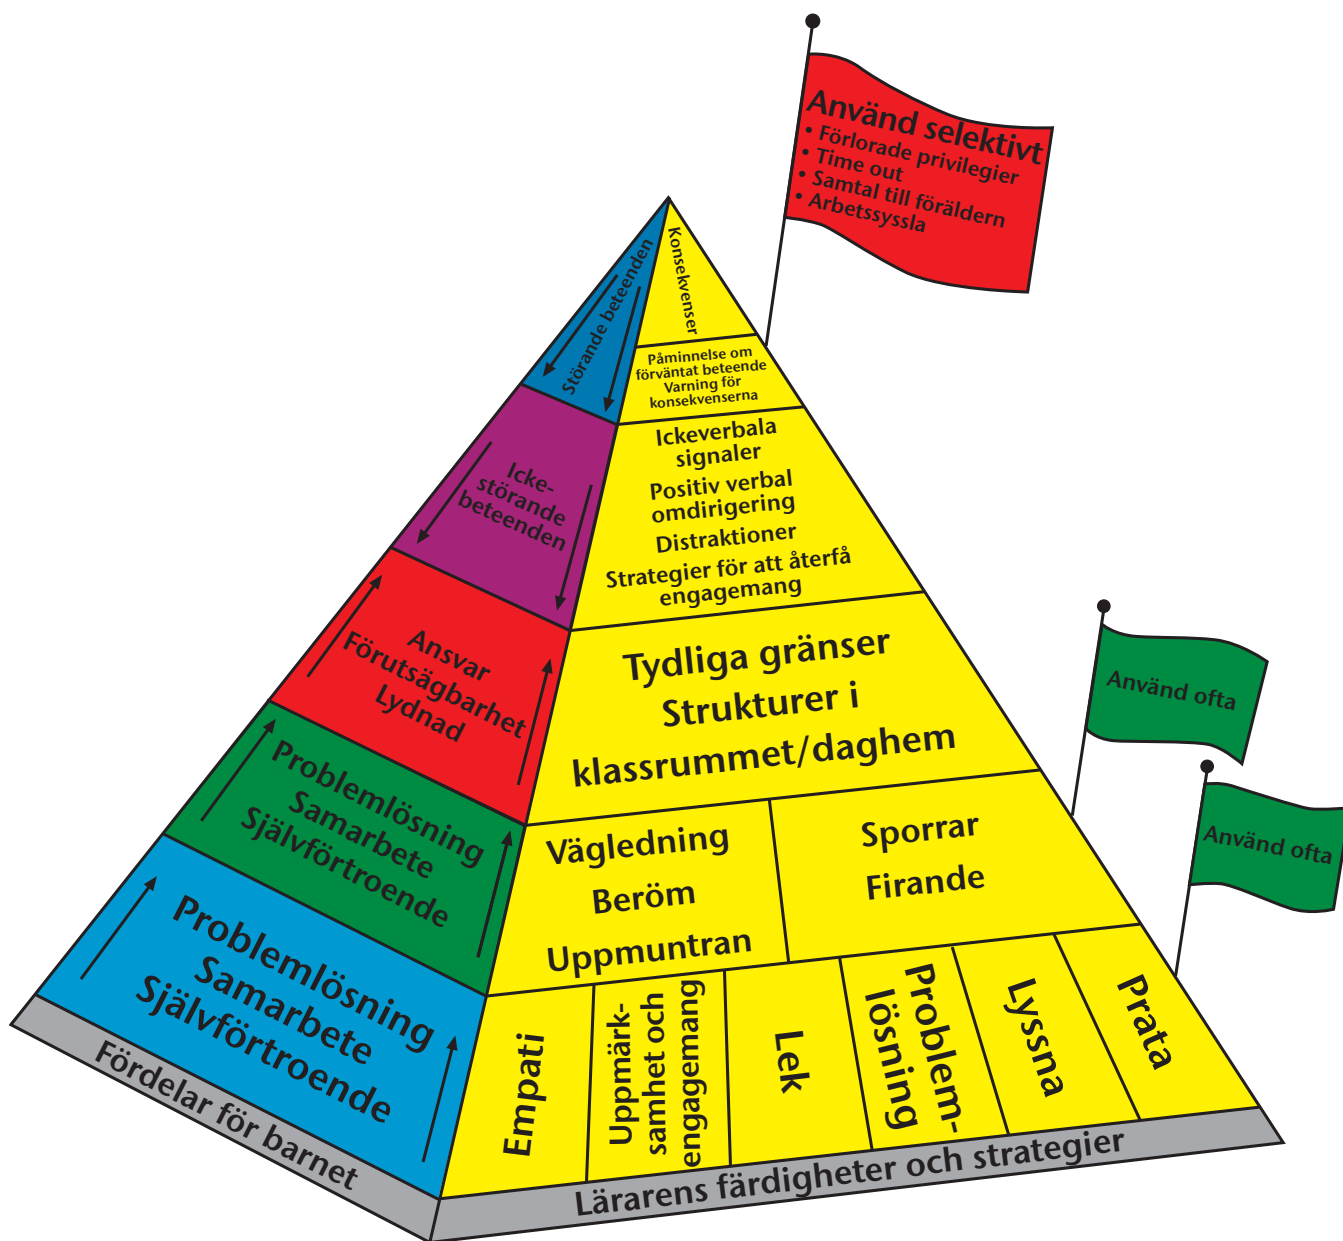 Använd selektivt
• Förlorade privilegier
• Time out
• Samtal till föräldern
• Arbetssyssla
Störande beteenden
Konsekvenser
Påminnelse om
förväntat beteende
Varning för
konsekvenserna
Icke-
störande
beteenden
Ickeverbala
signaler
Positiv verbal
omdirigering
Distraktioner
Strategier för att återfå
engagemang
Ansvar
Förutsägbarhet
Lydnad
Tydliga gränser
Strukturer i
klassrummet/daghem
Använd ofta
Problemlösning
Samarbete
Självförtroende
Vägledning
Beröm
Uppmuntran
Sporrar
Firande
Använd ofta
Problemlösning
Samarbete
Självförtroende
Empati
Uppmärk-
samhet och
engagemang
Lek
Problem-
lösning
Lyssna
Prata
Fördelar för barnet
Lärarens färdigheter och strategier